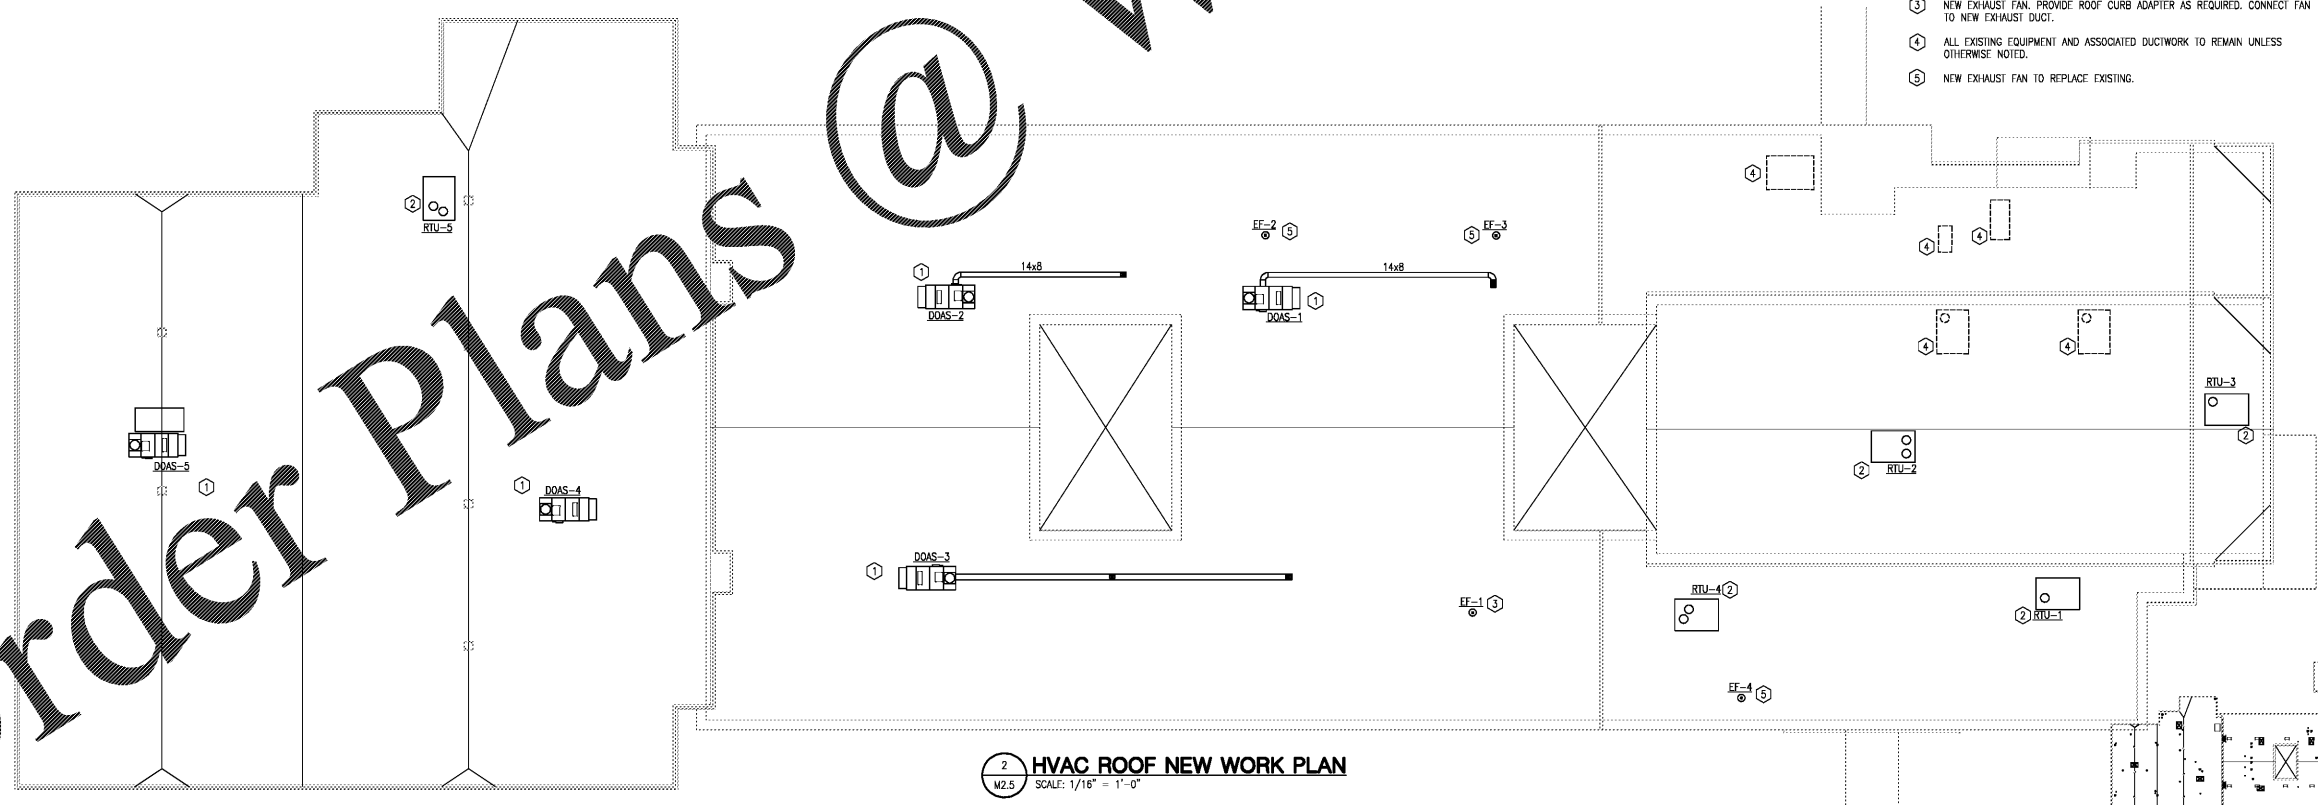 3 NEW EXHAUST FAN. PROVIDE ROOF CURB ADAPTER AS REQUIRED. CONNECT FAN
TO NEW EXHAUST DUCT.
4 ALL EXISTING EQUIPMENT AND ASSOCIATED DUCTWORK TO REMAIN UNLESS
OTHERWISE NOTED.
5 NEW EXHAUST FAN TO REPLACE EXISTING.
4
2
RTU-5
EF-2 5
5 EF-3
4
4
1
14x8
DOAS-2
14x8
1
DOAS-1
4
4
RTU-3
2
DOAS-5
1
2
RTU-2
1
DOAS-4
DOAS-3
1
EF-1 3
RTU-4 2
2 RTU-1
EF-4 5
2
M2.5
HVAC ROOF NEW WORK PLAN
SCALE: 1/16" = 1'-0"
rder Plans @